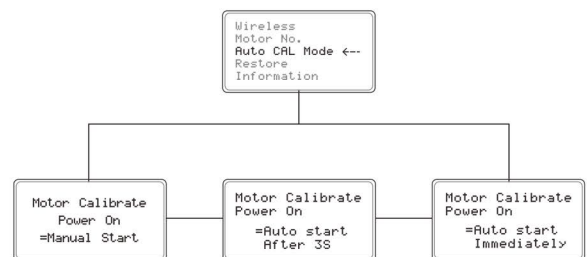 Wireless
Motor No.
Auto CAL Mode ←--
Restore
Information
Motor Calibrate
Power On
=Manual Start
Motor Calibrate
Power On
=Auto start
After 3S
Motor Calibrate
Power On
=Auto start
Immediately